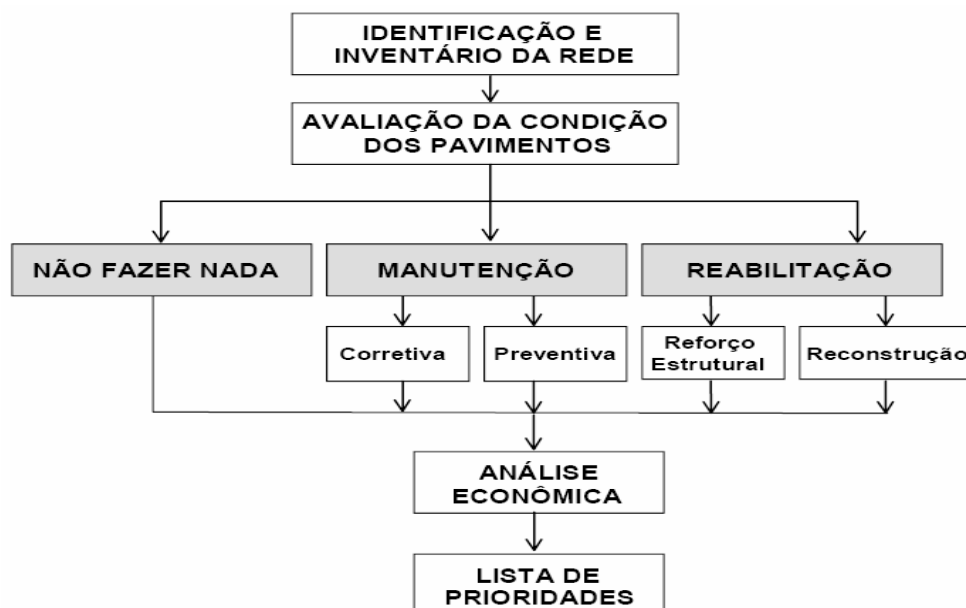 IDENTIFICAÇÃO E
INVENTÁRIO DA REDE
AVALIAÇÃO DA CONDIÇÃO
DOS PAVIMENTOS
NÃO FAZER NADA
MANUTENÇÃO
REABILITAÇÃO
Corretiva
Preventiva
Reforço
Estrutural
Reconstrução
ANÁLISE
ECONÔMICA
LISTA DE
PRIORIDADES